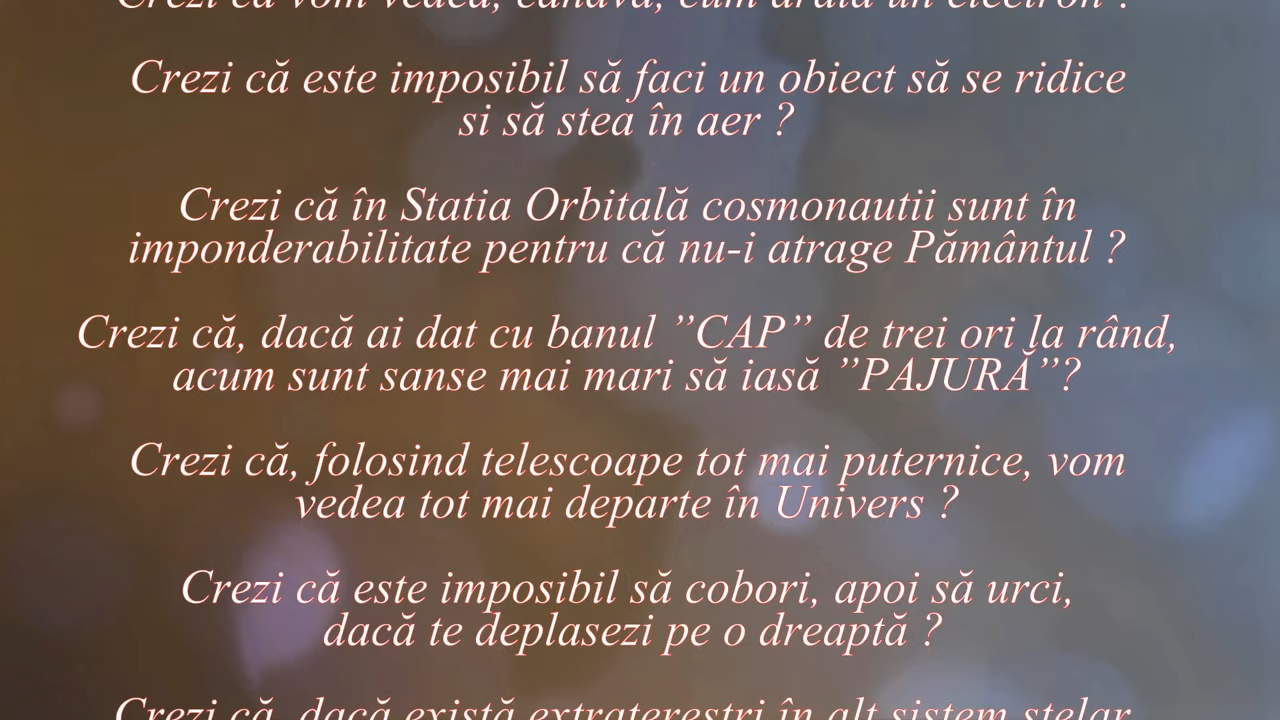 Crezi că vom vedea, cândva, cum arată un electron ?
Crezi că este imposibil să faci un obiect să se ridice
si să stea în aer ?
Crezi că în Statia Orbitală cosmonautii sunt în
imponderabilitate pentru că nu-i atrage Pământul ?
Crezi că, dacă ai dat cu banul ”CAP” de trei ori la rând,
acum sunt sanse mai mari să iasă ”PAJURĂ”?
Crezi că, folosind telescoape tot mai puternice, vom
vedea tot mai departe în Univers ?
Crezi că este imposibil să cobori, apoi să urci,
dacă te deplasezi pe o dreaptă ?
Crezi că, dacă există extraterestri în alt sistem stelar